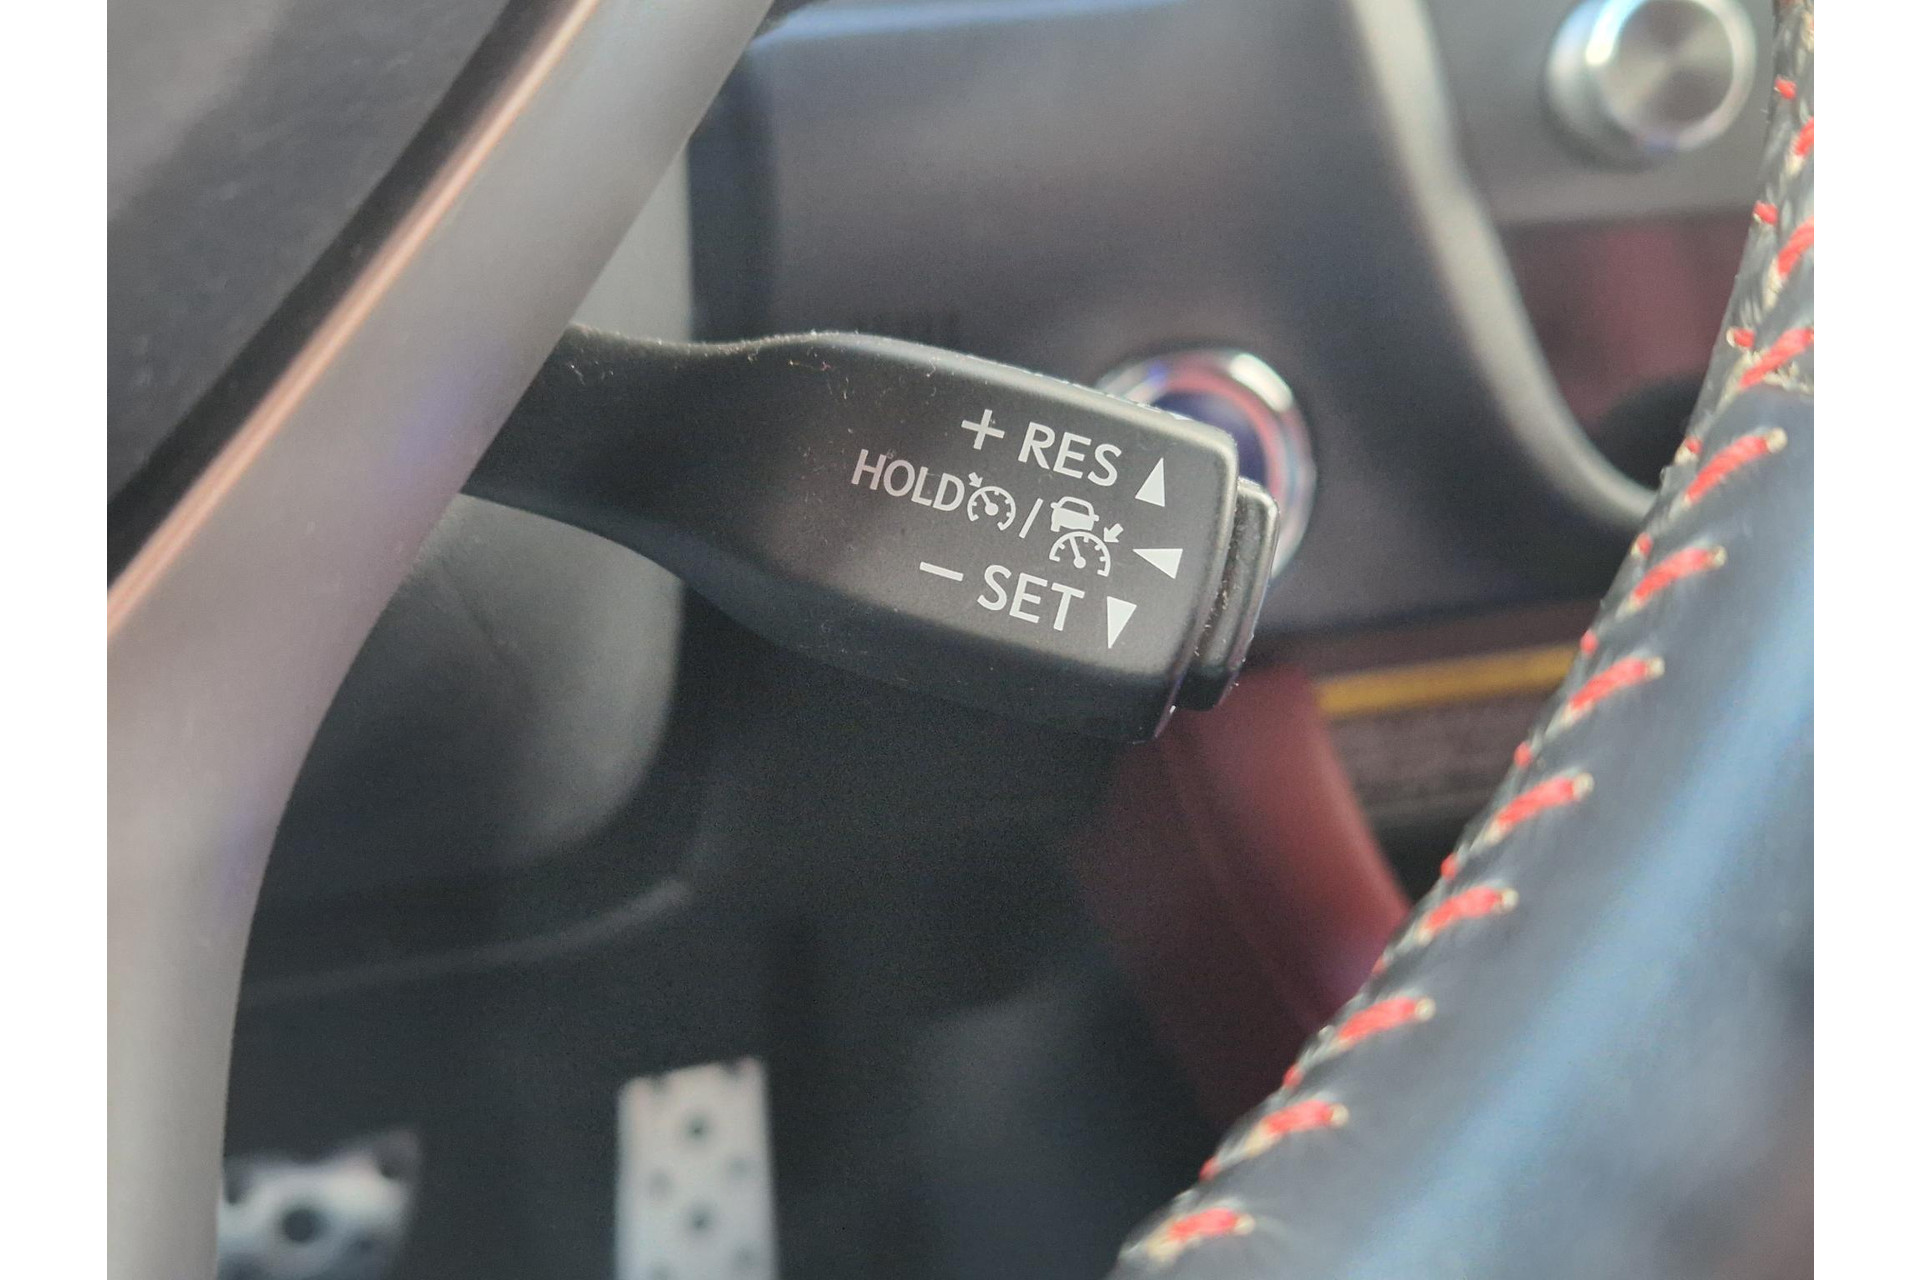 + RES ▲
HOLD / ◀
− SET ▼